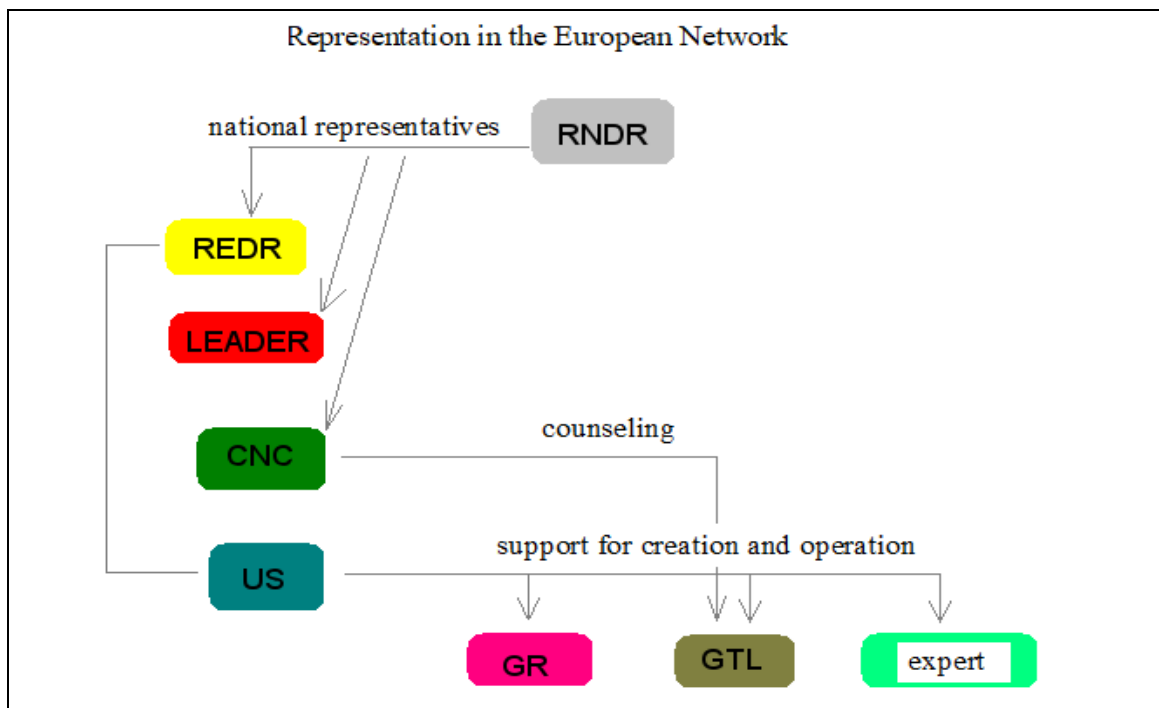 Representation in the European Network
national representatives
RNDR
REDR
LEADER
CNC
counseling
US
support for creation and operation
GR
GTL
expert